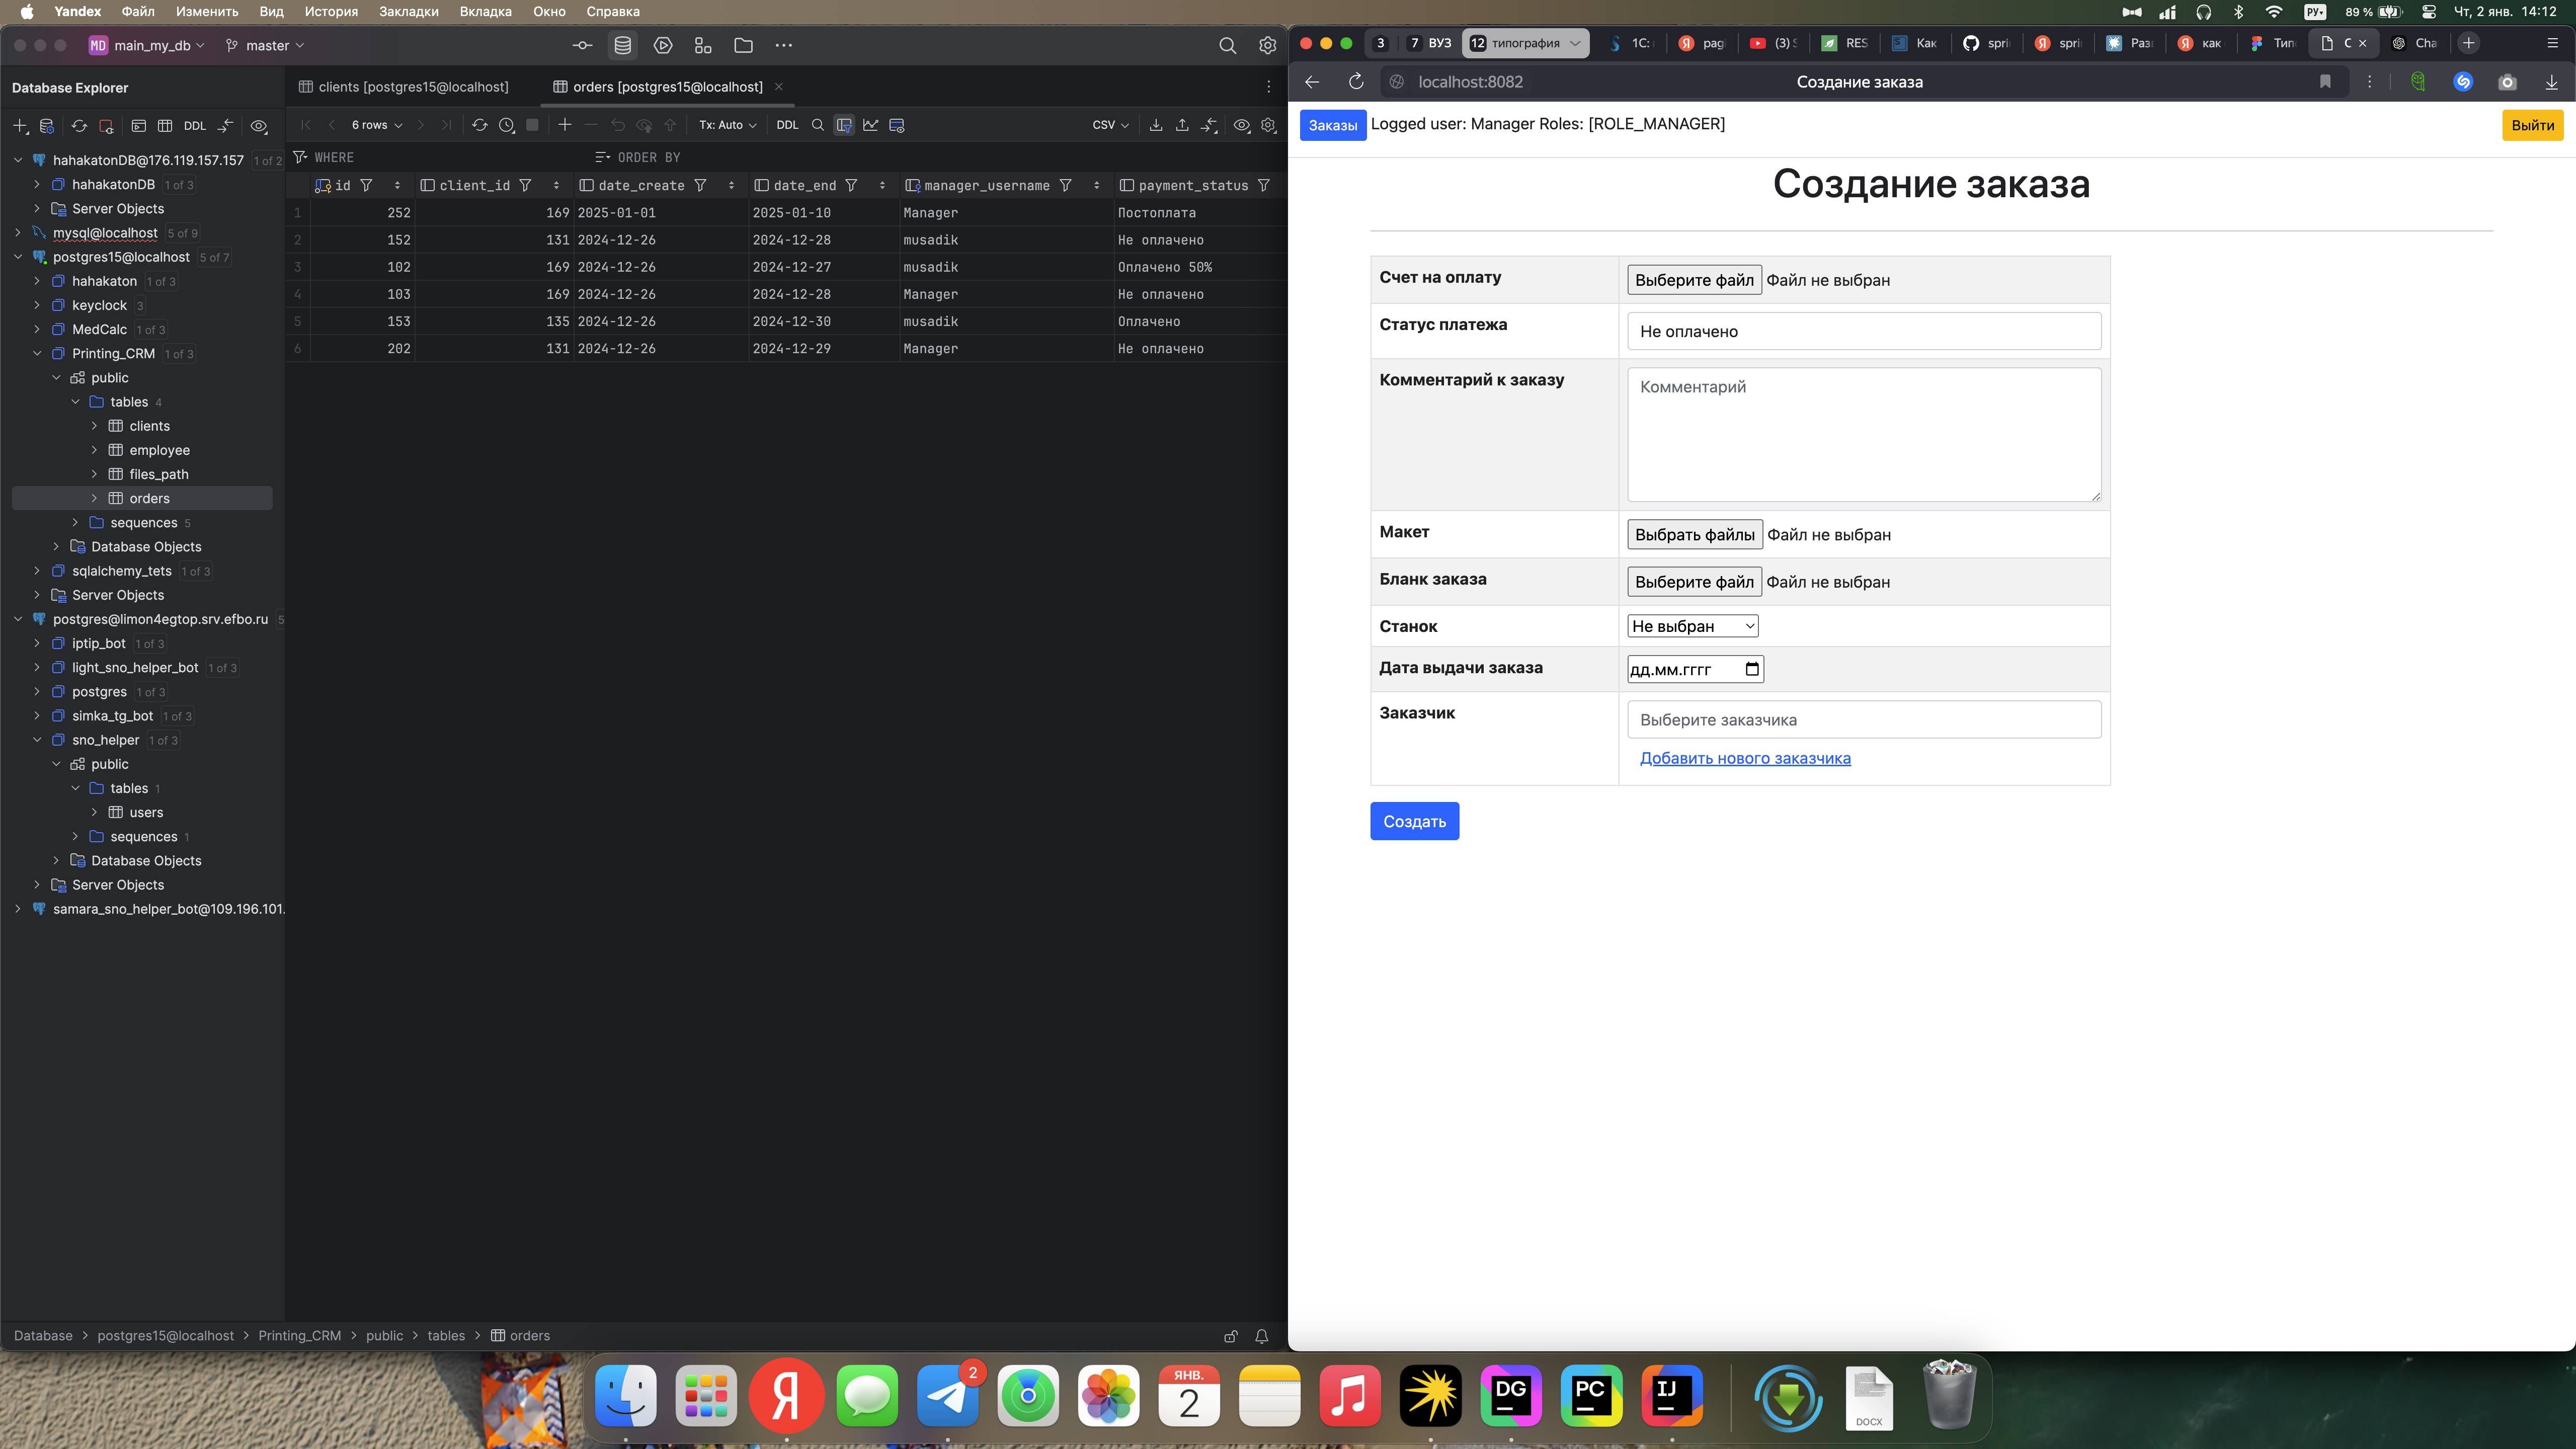 Yandex Файл Изменить Вид История Закладки Вкладка Окно Справка
РУ 89 % Чт, 2 янв. 14:12
MD main_my_db master
Database Explorer
DDL
hahakatonDB@176.119.157.157 1 of 2
hahakatonDB 1 of 3
Server Objects
mysql@localhost 5 of 9
postgres15@localhost 5 of 7
hahakaton 1 of 3
keyclock 3
MedCalc 1 of 3
Printing_CRM 1 of 3
public
tables 4
clients
employee
files_path
orders
sequences 5
Database Objects
sqlalchemy_tets 1 of 3
Server Objects
postgres@limon4egtop.srv.efbo.ru 5
iptip_bot 1 of 3
light_sno_helper_bot 1 of 3
postgres 1 of 3
simka_tg_bot 1 of 3
sno_helper 1 of 3
public
tables 1
users
sequences 1
Database Objects
Server Objects
samara_sno_helper_bot@109.196.101.
clients [postgres15@localhost] orders [postgres15@localhost]
6 rows Tx: Auto DDL CSV
WHERE ORDER BY
id client_id date_create date_end manager_username payment_status
1 252 169 2025-01-01 2025-01-10 Manager Постоплата
2 152 131 2024-12-26 2024-12-28 musadik Не оплачено
3 102 169 2024-12-26 2024-12-27 musadik Оплачено 50%
4 103 169 2024-12-26 2024-12-28 Manager Не оплачено
5 153 135 2024-12-26 2024-12-30 musadik Оплачено
6 202 131 2024-12-26 2024-12-29 Manager Не оплачено
Database > postgres15@localhost > Printing_CRM > public > tables > orders
3 7 ВУЗ 12 типография 1С: pag (3) RES Как spri spri Раз как Тип С Cha
localhost:8082 Создание заказа
Заказы Logged user: Manager Roles: [ROLE_MANAGER] Выйти
Создание заказа
Счет на оплату Выберите файл Файл не выбран
Статус платежа Не оплачено
Комментарий к заказу Комментарий
Макет Выбрать файлы Файл не выбран
Бланк заказа Выберите файл Файл не выбран
Станок Не выбран
Дата выдачи заказа дд.мм.гггг
Заказчик Выберите заказчика
Добавить нового заказчика
Создать
Я 2 ЯНВ. 2 DG PC IJ DOCX